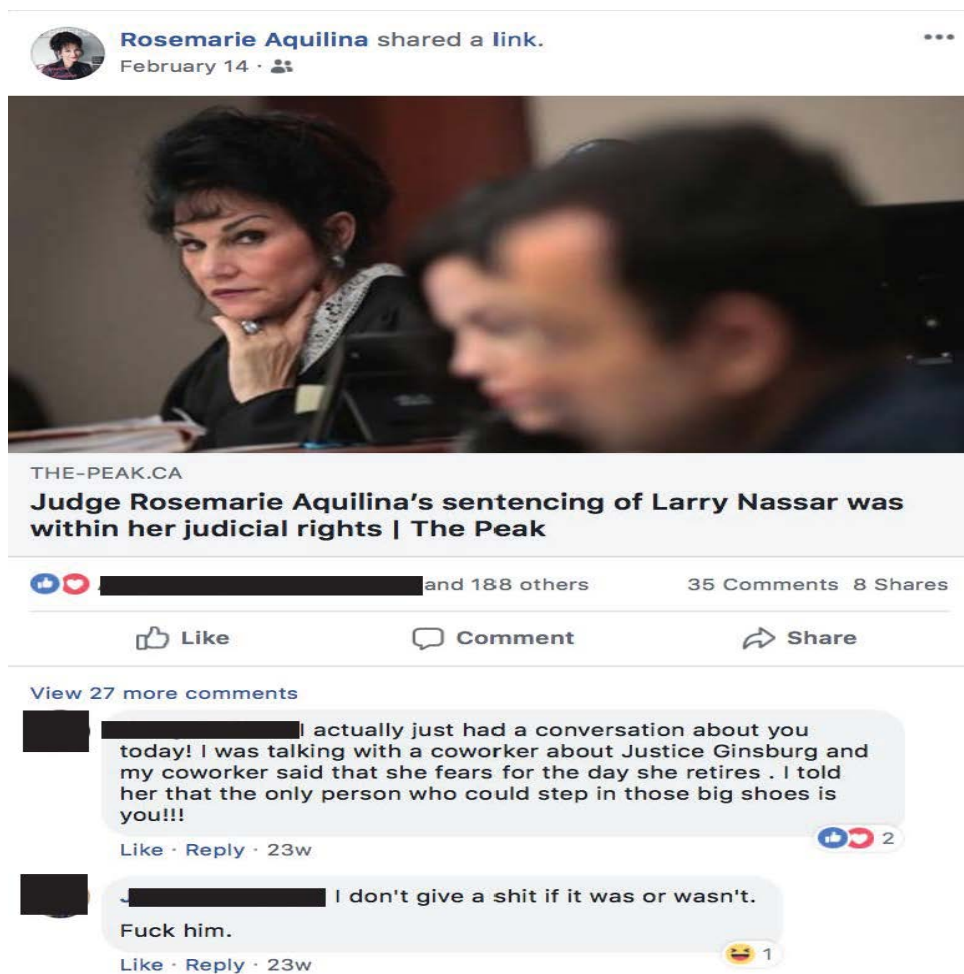 Rosemarie Aquilina shared a link.
February 14 ·
THE-PEAK.CA
Judge Rosemarie Aquilina's sentencing of Larry Nassar was
within her judicial rights | The Peak
and 188 others
35 Comments 8 Shares
Like
Comment
Share
View 27 more comments
I actually just had a conversation about you
today! I was talking with a coworker about Justice Ginsburg and
my coworker said that she fears for the day she retires . I told
her that the only person who could step in those big shoes is
you!!!
2
Like · Reply · 23w
I don't give a shit if it was or wasn't.
Fuck him.
1
Like · Reply · 23w